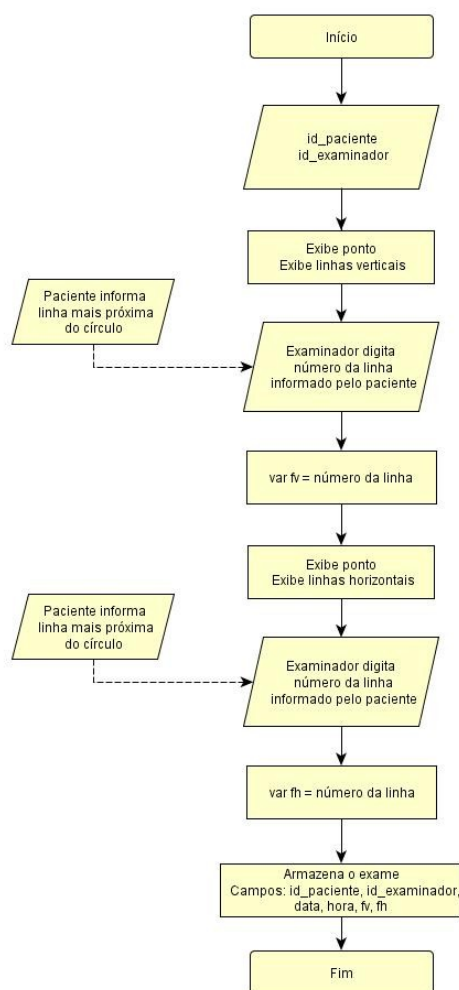 Início
id_paciente
id_examinador
Exibe ponto
Exibe linhas verticais
Paciente informa
linha mais próxima
do círculo
Examinador digita
número da linha
informado pelo paciente
var fv = número da linha
Exibe ponto
Exibe linhas horizontais
Paciente informa
linha mais próxima
do círculo
Examinador digita
número da linha
informado pelo paciente
var fh = número da linha
Armazena o exame
Campos: id_paciente, id_examinador,
data, hora, fv, fh
Fim